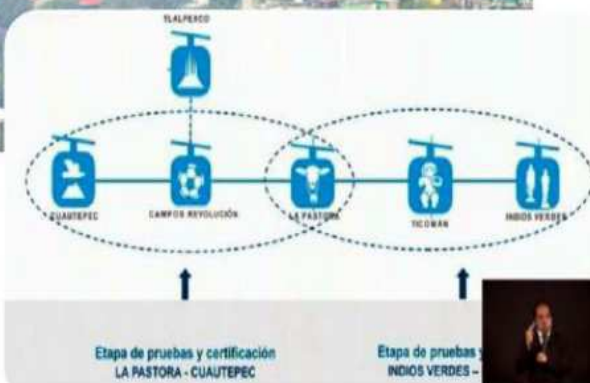 TLALPEXCO
CUAUTEPEC
CAMPOS REVOLUCIÓN
LA PASTORA
TICOMÁN
INDIOS VERDES
Etapa de pruebas y certificación
LA PASTORA - CUAUTEPEC
Etapa de pruebas y
INDIOS VERDES –